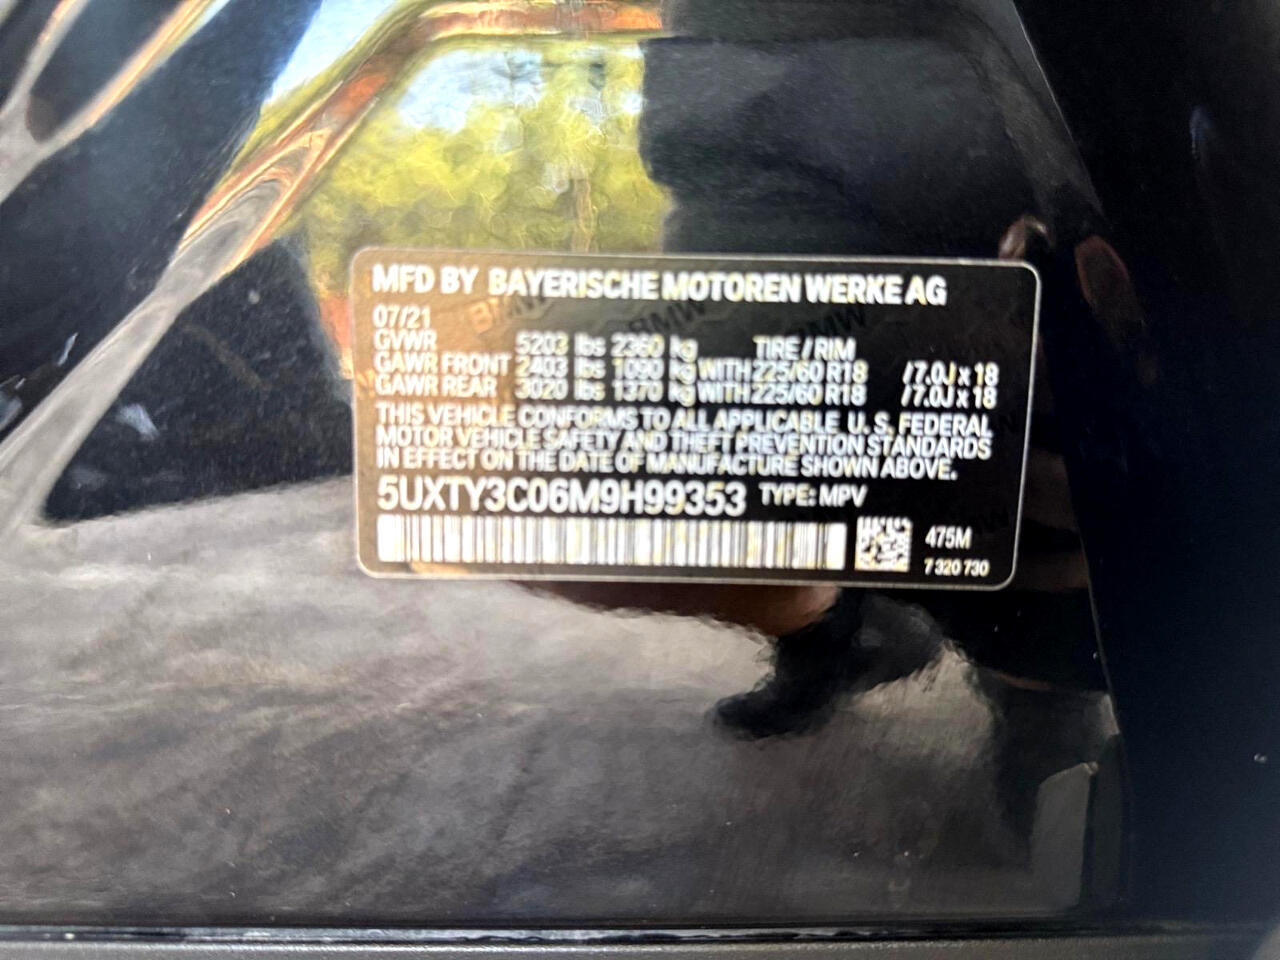 MFD BY BAYERISCHE MOTOREN WERKE AG
07/21
GVWR 5203 lbs 2360 kg TIRE / RIM
GAWR FRONT 2403 lbs 1090 kg WITH 225/60 R18 /7.0J x 18
GAWR REAR 3020 lbs 1370 kg WITH 225/60 R18 /7.0J x 18
THIS VEHICLE CONFORMS TO ALL APPLICABLE U. S. FEDERAL
MOTOR VEHICLE SAFETY AND THEFT PREVENTION STANDARDS
IN EFFECT ON THE DATE OF MANUFACTURE SHOWN ABOVE.
5UXTY3C06M9H99353 TYPE: MPV
475M
7 320 730